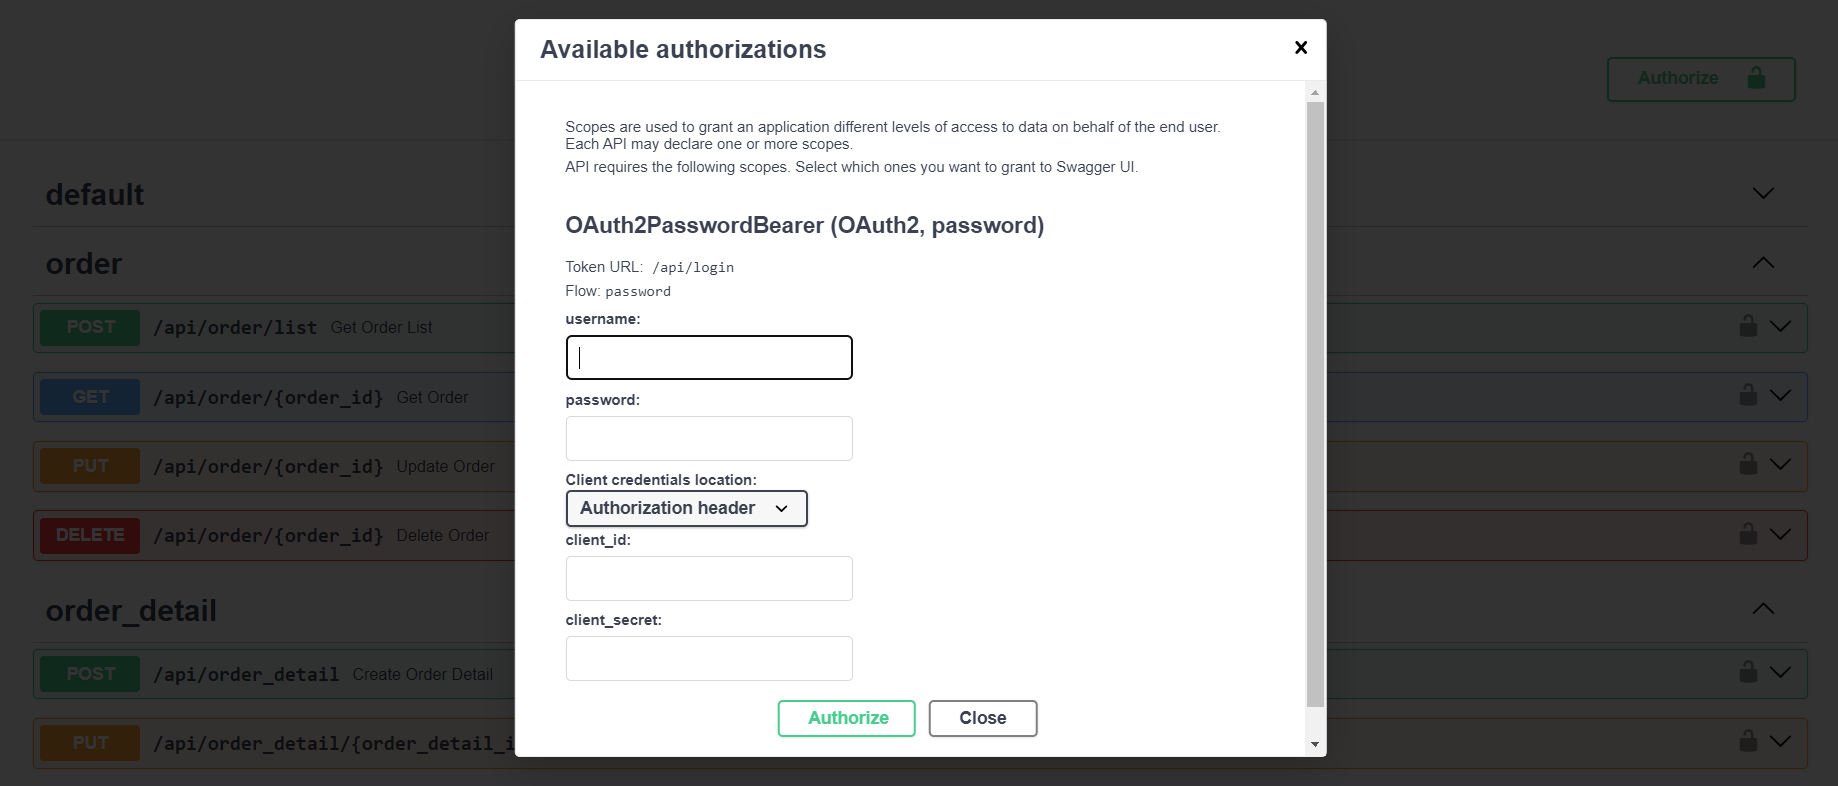 Available authorizations
Authorize
Scopes are used to grant an application different levels of access to data on behalf of the end user.
Each API may declare one or more scopes.
API requires the following scopes. Select which ones you want to grant to Swagger UI.
OAuth2PasswordBearer (OAuth2, password)
Token URL: /api/login
Flow: password
username:
password:
Client credentials location:
Authorization header
client_id:
client_secret:
Authorize Close
default
order
POST /api/order/list Get Order List
GET /api/order/{order_id} Get Order
PUT /api/order/{order_id} Update Order
DELETE /api/order/{order_id} Delete Order
order_detail
POST /api/order_detail Create Order Detail
PUT /api/order_detail/{order_detail_i